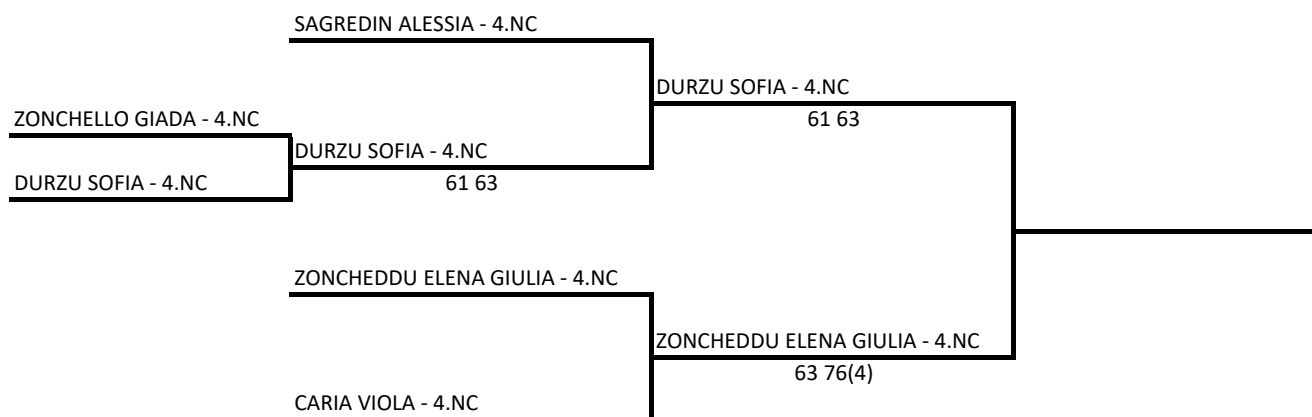 SAGREDIN ALESSIA - 4.NC
DURZU SOFIA - 4.NC
61 63
ZONCHELLO GIADA - 4.NC
DURZU SOFIA - 4.NC
61 63
DURZU SOFIA - 4.NC
ZONCHEDDU ELENA GIULIA - 4.NC
ZONCHEDDU ELENA GIULIA - 4.NC
63 76(4)
CARIA VIOLA - 4.NC